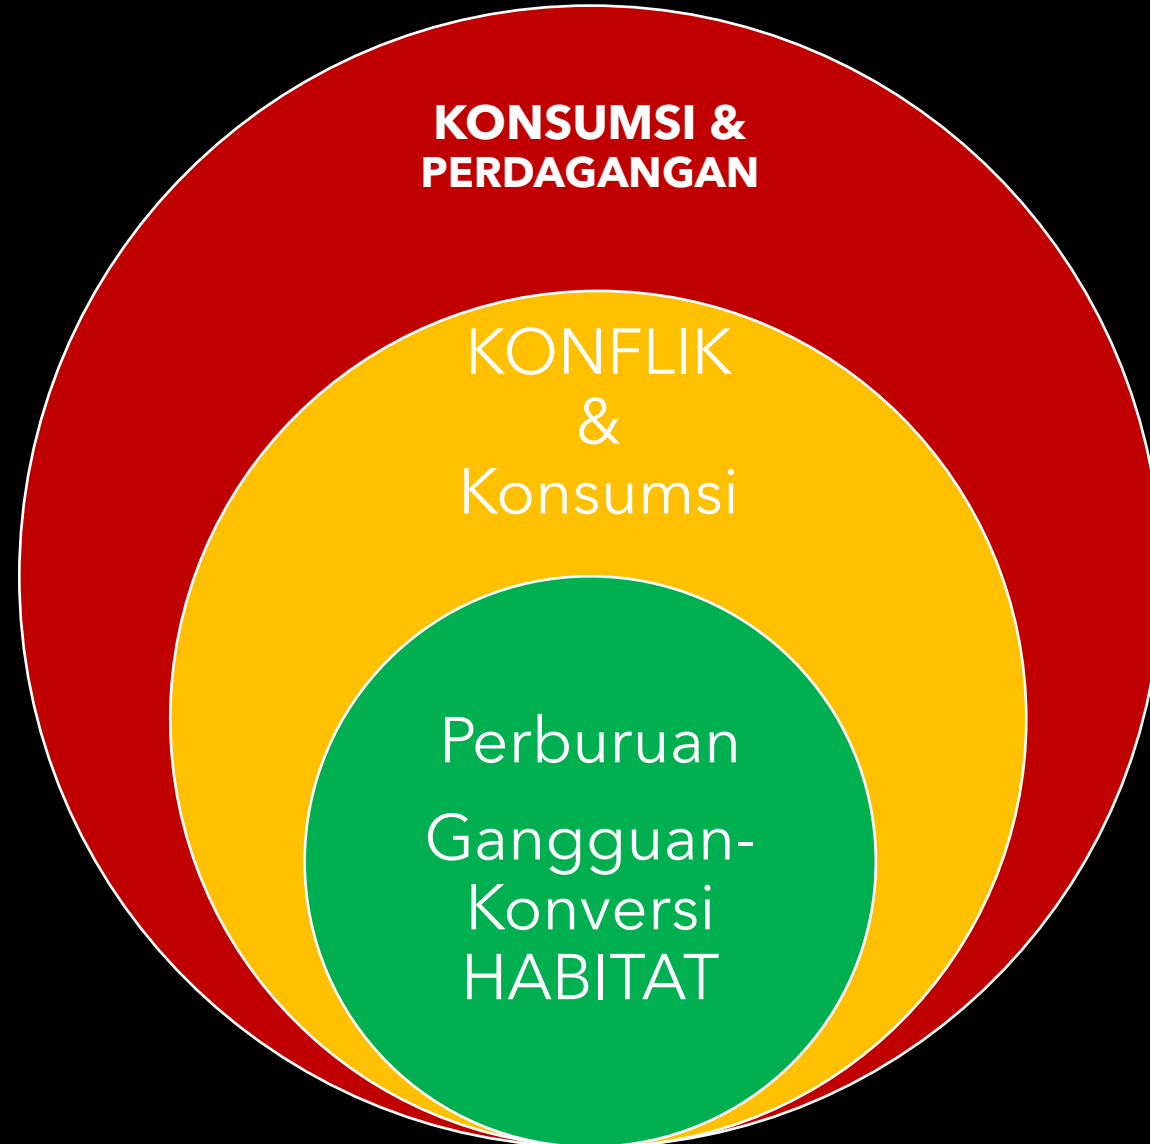 KONSUMSI &
PERDAGANGAN
KONFLIK
&
Konsumsi
Perburuan
Gangguan-
Konversi
HABITAT